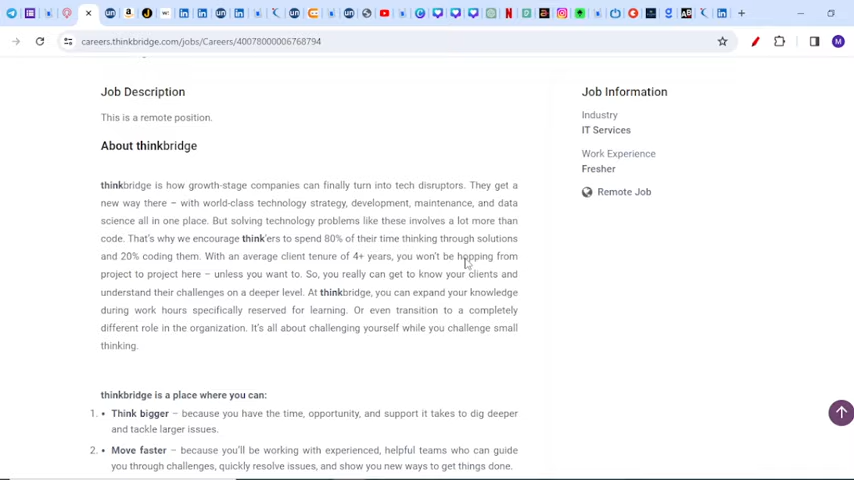 careers.thinkbridge.com/jobs/Careers/40078000006768794
Job Description
This is a remote position.
About thinkbridge
thinkbridge is how growth-stage companies can finally turn into tech disruptors. They get a
new way there – with world-class technology strategy, development, maintenance, and data
science all in one place. But solving technology problems like these involves a lot more than
code. That's why we encourage think'ers to spend 80% of their time thinking through solutions
and 20% coding them. With an average client tenure of 4+ years, you won't be hopping from
project to project here – unless you want to. So, you really can get to know your clients and
understand their challenges on a deeper level. At thinkbridge, you can expand your knowledge
during work hours specifically reserved for learning. Or even transition to a completely
different role in the organization. It's all about challenging yourself while you challenge small
thinking.
thinkbridge is a place where you can:
1. • Think bigger – because you have the time, opportunity, and support it takes to dig deeper
and tackle larger issues.
2. • Move faster – because you'll be working with experienced, helpful teams who can guide
you through challenges, quickly resolve issues, and show you new ways to get things done.
Job Information
Industry
IT Services
Work Experience
Fresher
Remote Job